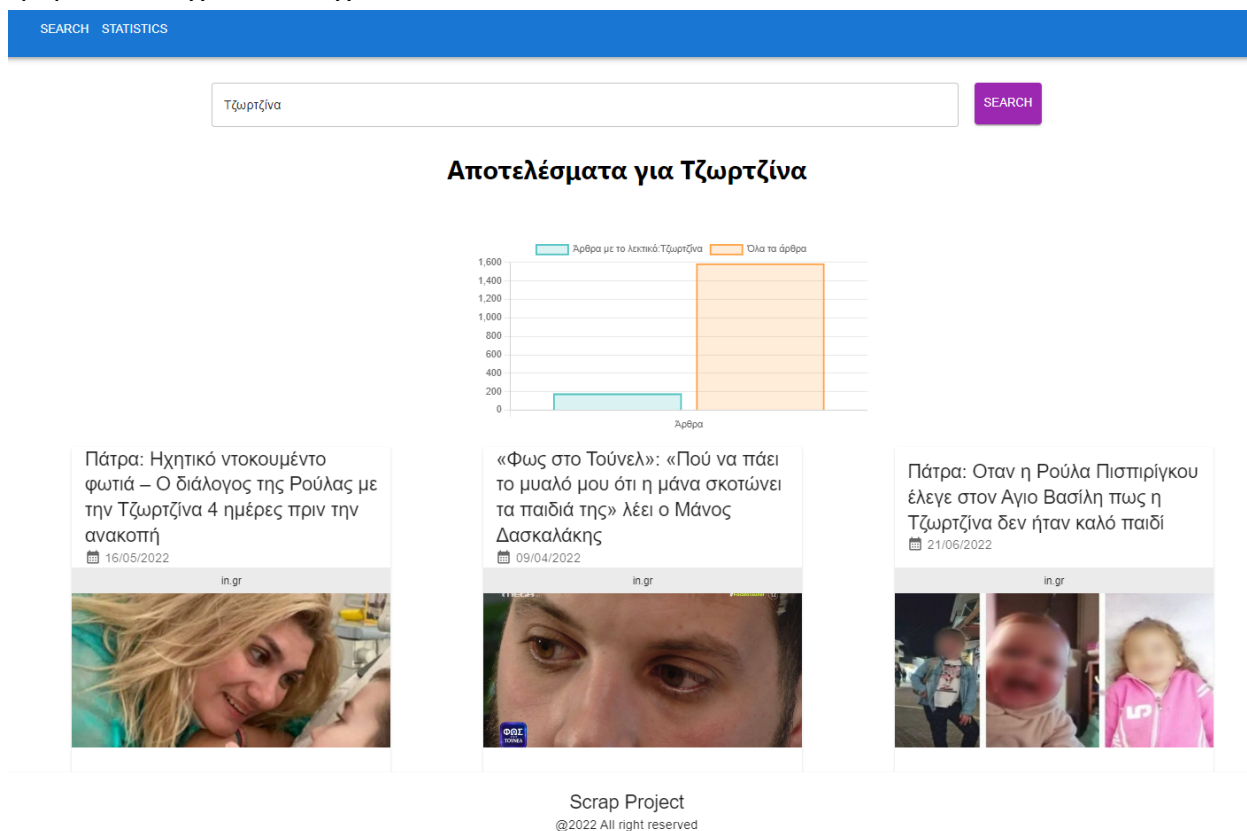 SEARCH STATISTICS
Τζωρτζίνα
SEARCH
Αποτελέσματα για Τζωρτζίνα
Άρθρα με το λεκτικό:Τζωρτζίνα Όλα τα άρθρα
1,600
1,400
1,200
1,000
800
600
400
200
0
Άρθρα
Πάτρα: Ηχητικό ντοκουμέντο
φωτιά – Ο διάλογος της Ρούλας με
την Τζωρτζίνα 4 ημέρες πριν την
ανακοπή
16/05/2022
in.gr
«Φως στο Τούνελ»: «Πού να πάει
το μυαλό μου ότι η μάνα σκοτώνει
τα παιδιά της» λέει ο Μάνος
Δασκαλάκης
09/04/2022
in.gr
ΦΩΣ
ΤΟΥΝΕΛ
Πάτρα: Οταν η Ρούλα Πισπιρίγκου
έλεγε στον Αγιο Βασίλη πως η
Τζωρτζίνα δεν ήταν καλό παιδί
21/06/2022
in.gr
Scrap Project
@2022 All right reserved